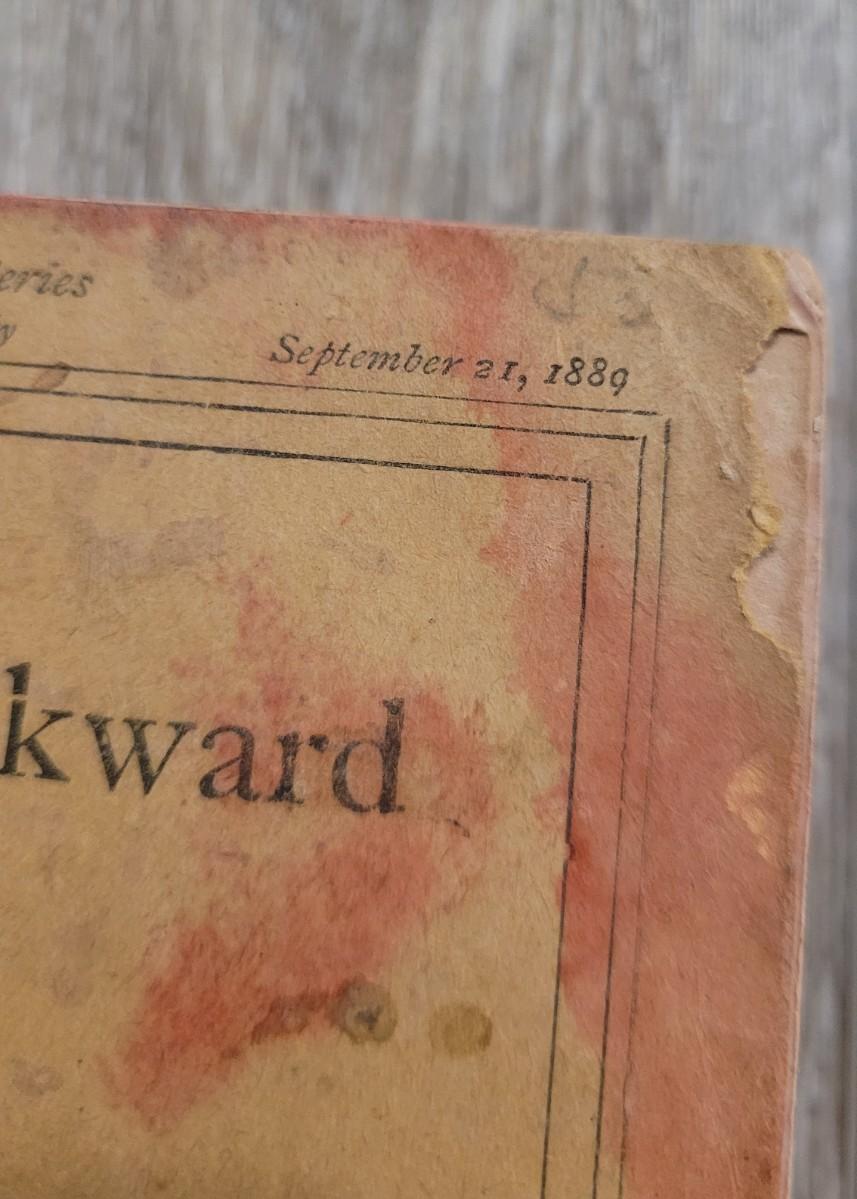 eries
y
September 21, 1889
kward